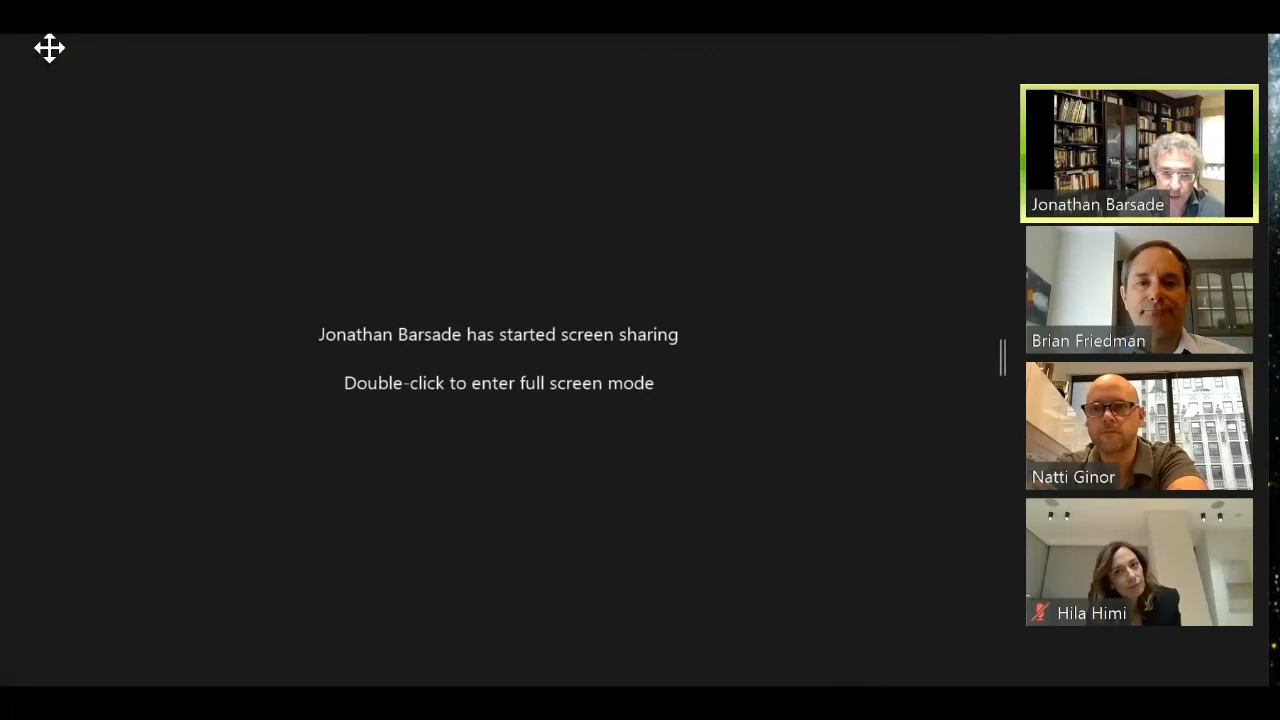 Jonathan Barsade has started screen sharing
Double-click to enter full screen mode
Jonathan Barsade
Brian Friedman
Natti Ginor
Hila Himi